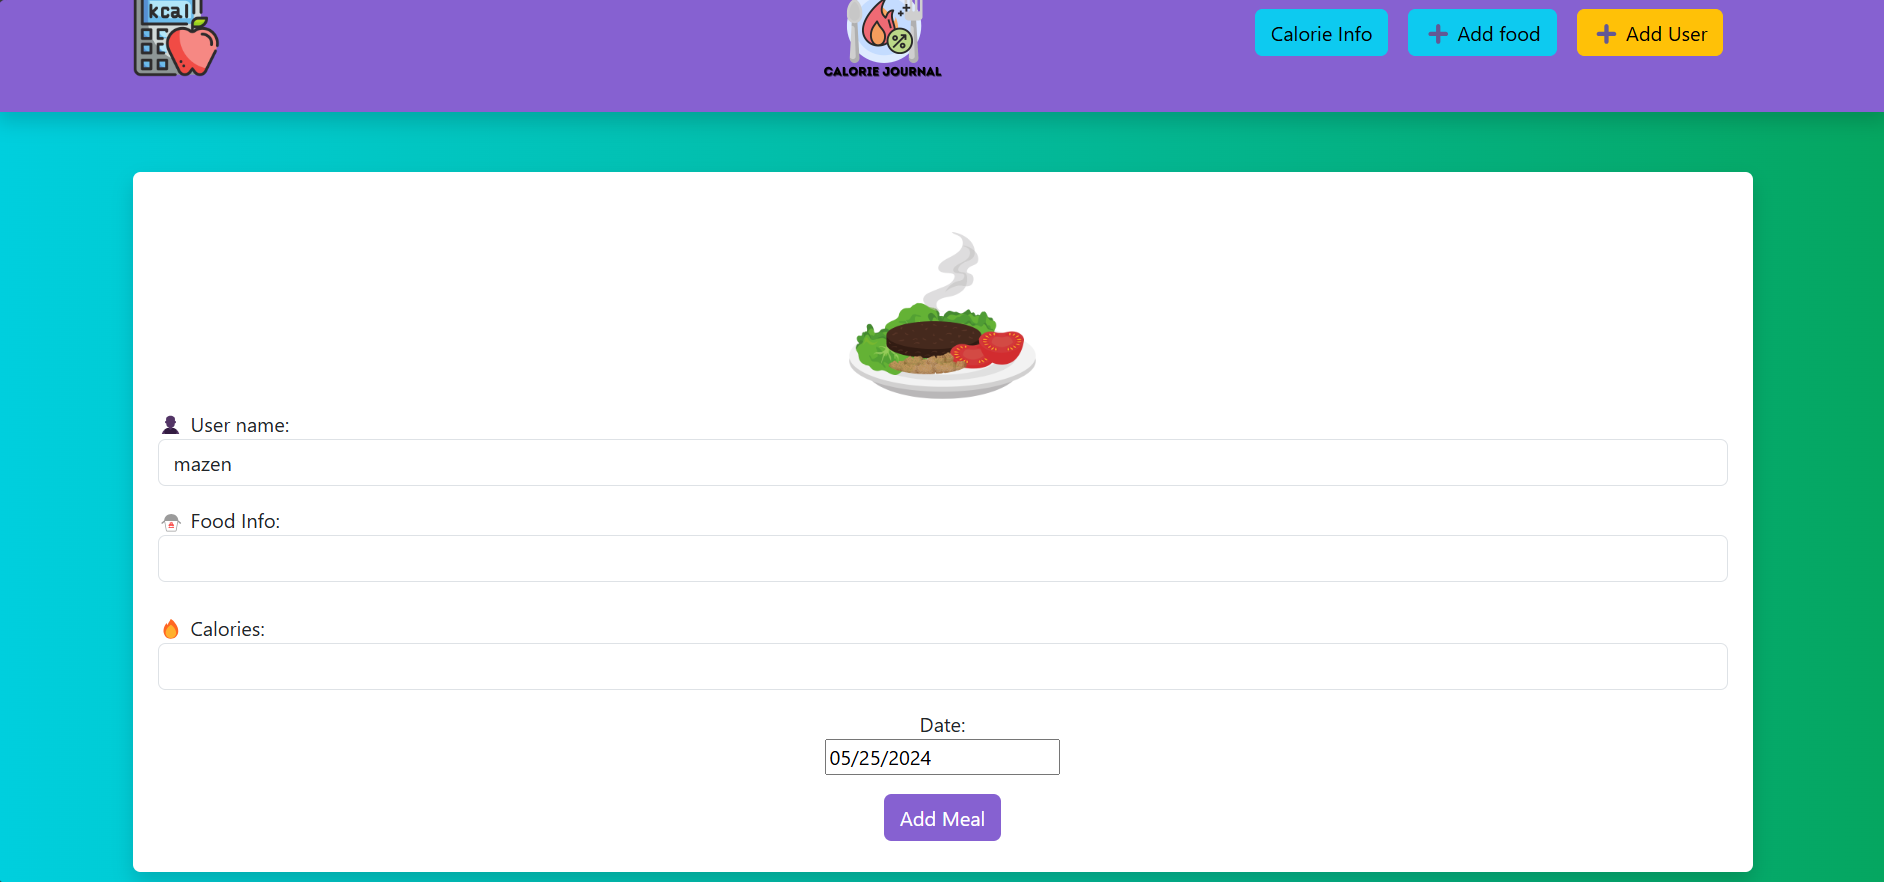 kcal
CALORIE JOURNAL
Calorie Info
Add food
Add User
User name:
mazen
Food Info:
Calories:
Date:
05/25/2024
Add Meal